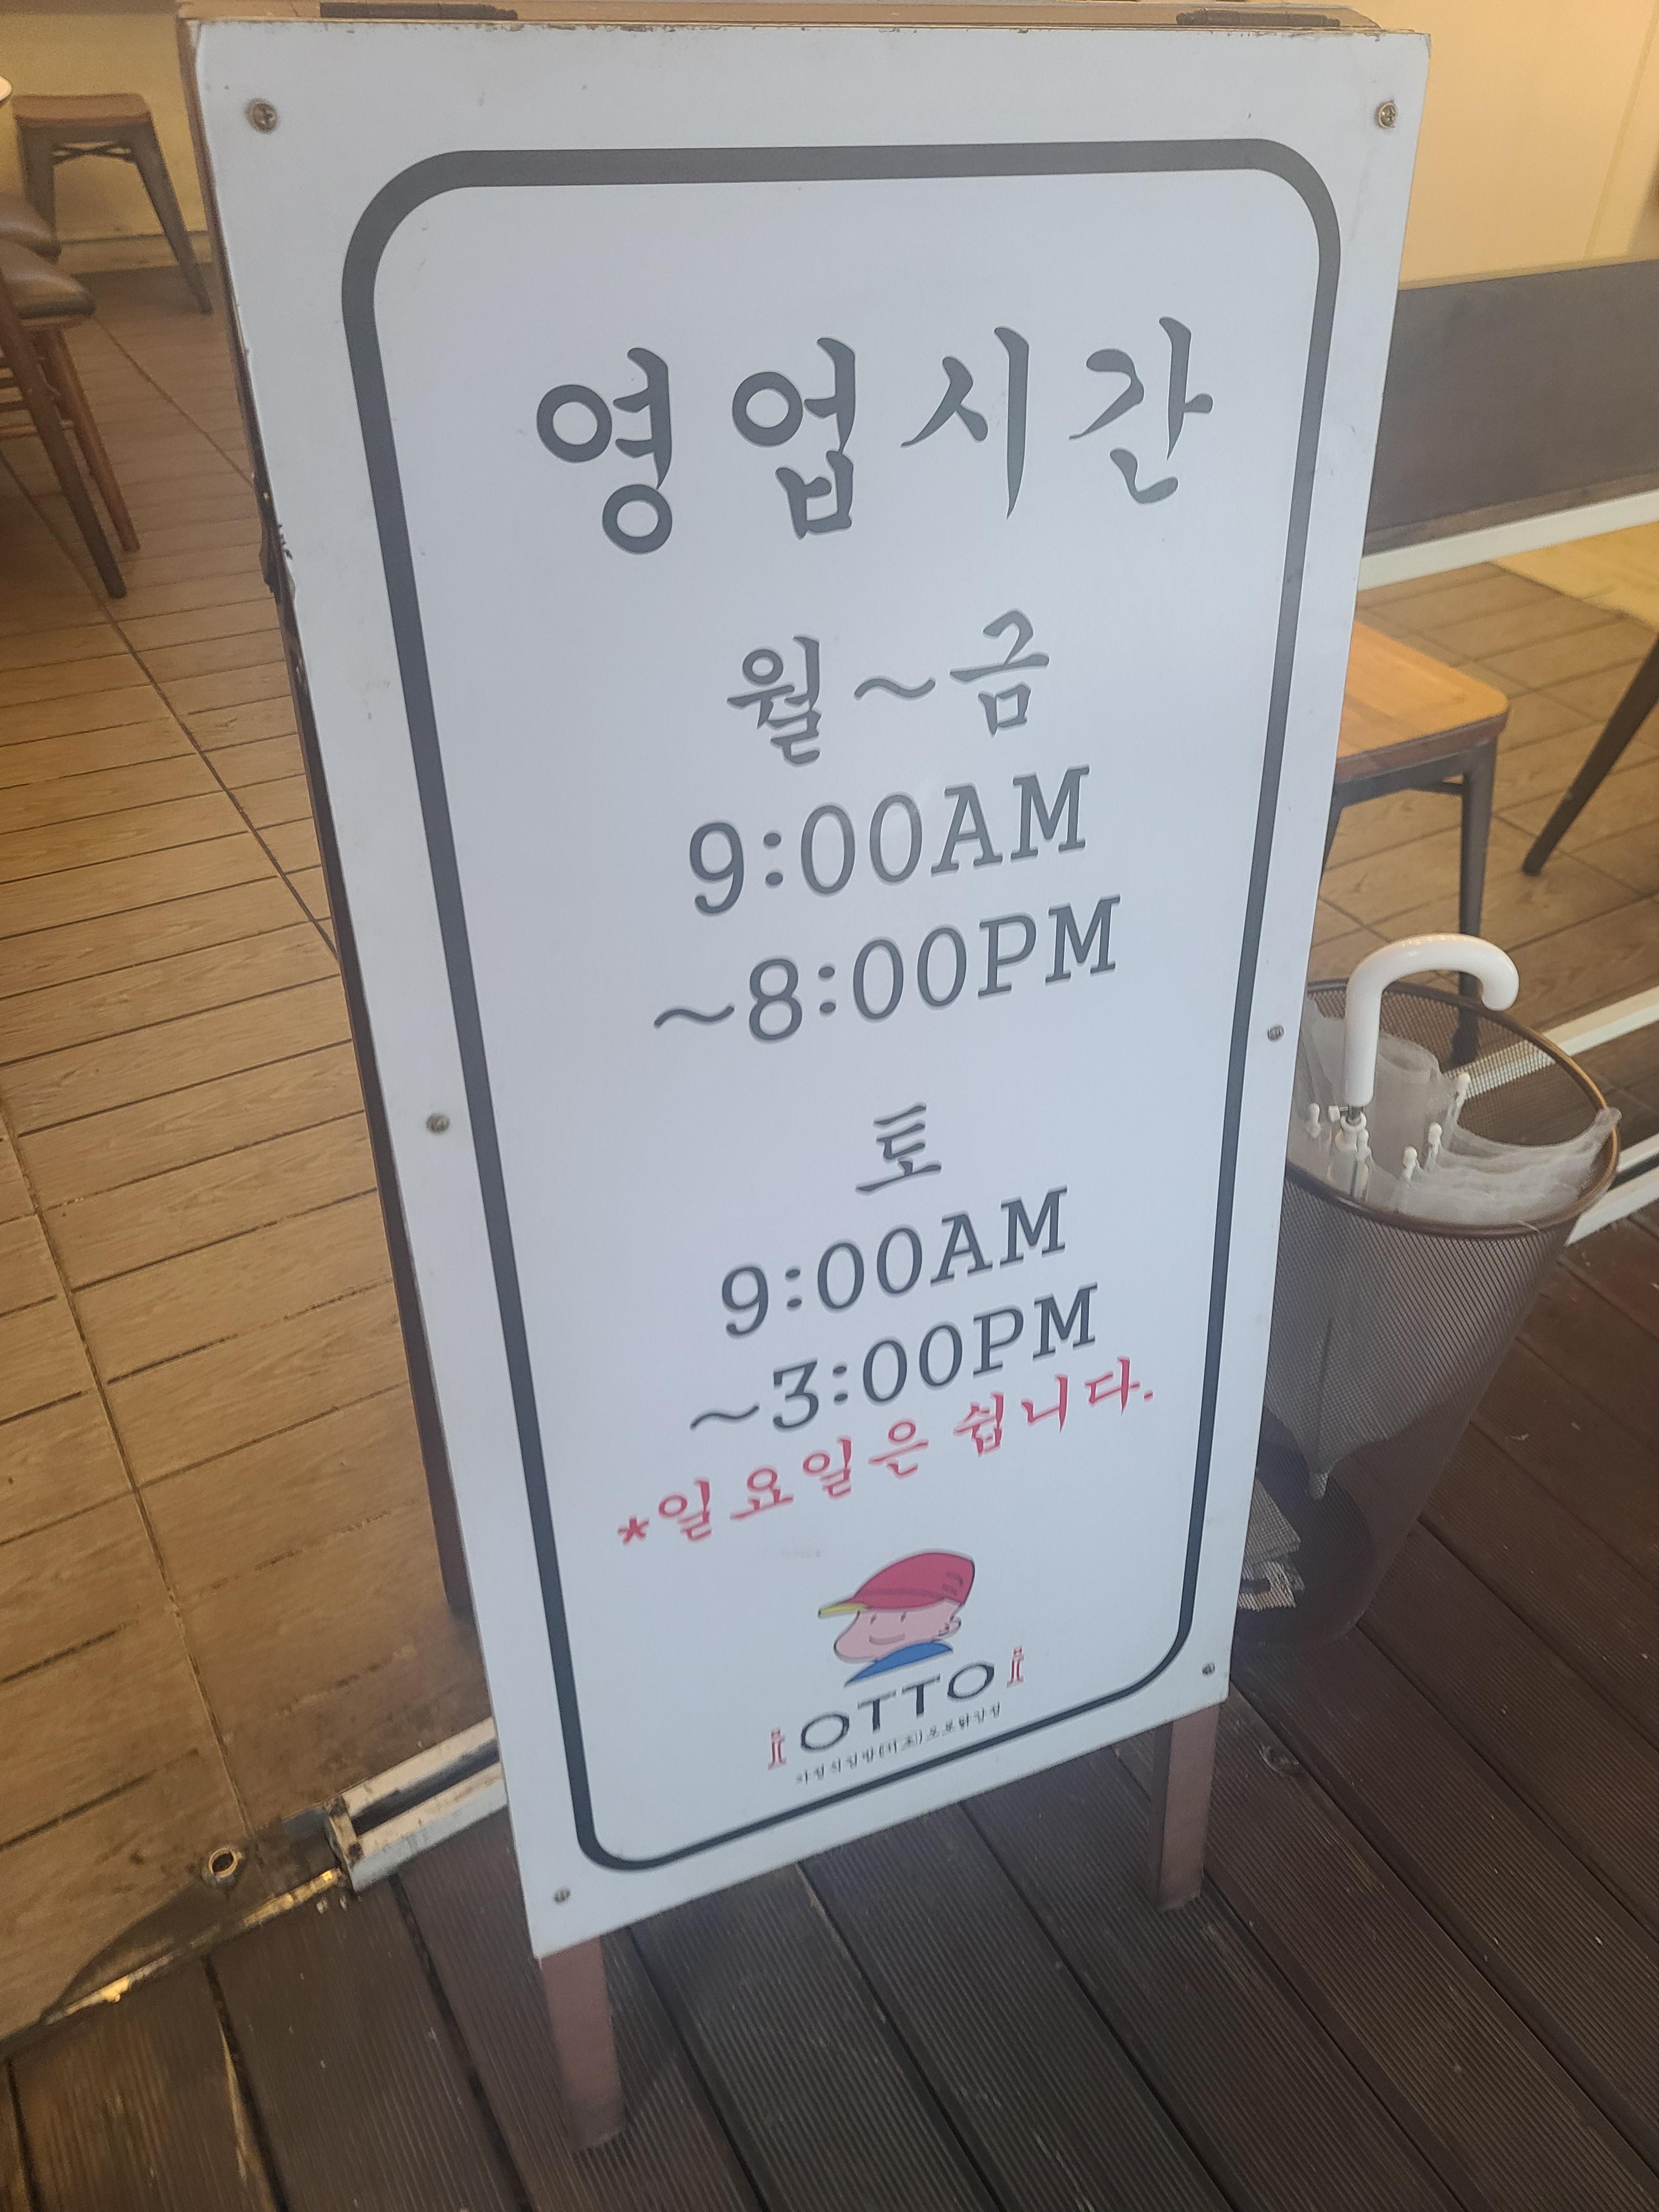 영업시간
월~금
9:00AM
~8:00PM
토
9:00AM
~3:00PM
*일요일은 쉽니다.
OTTO